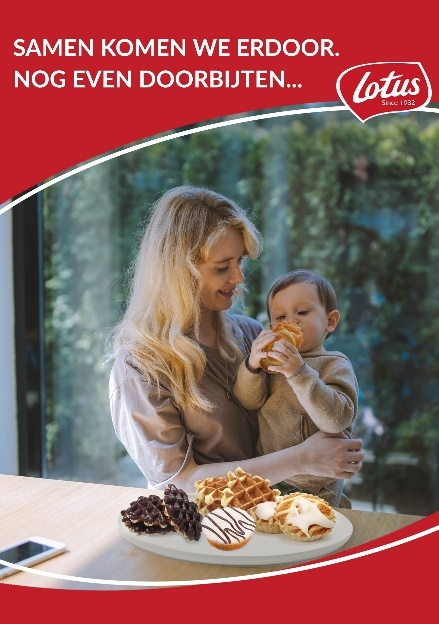 SAMEN KOMEN WE ERDOOR.
NOG EVEN DOORBIJTEN...
Lotus
Since 1932